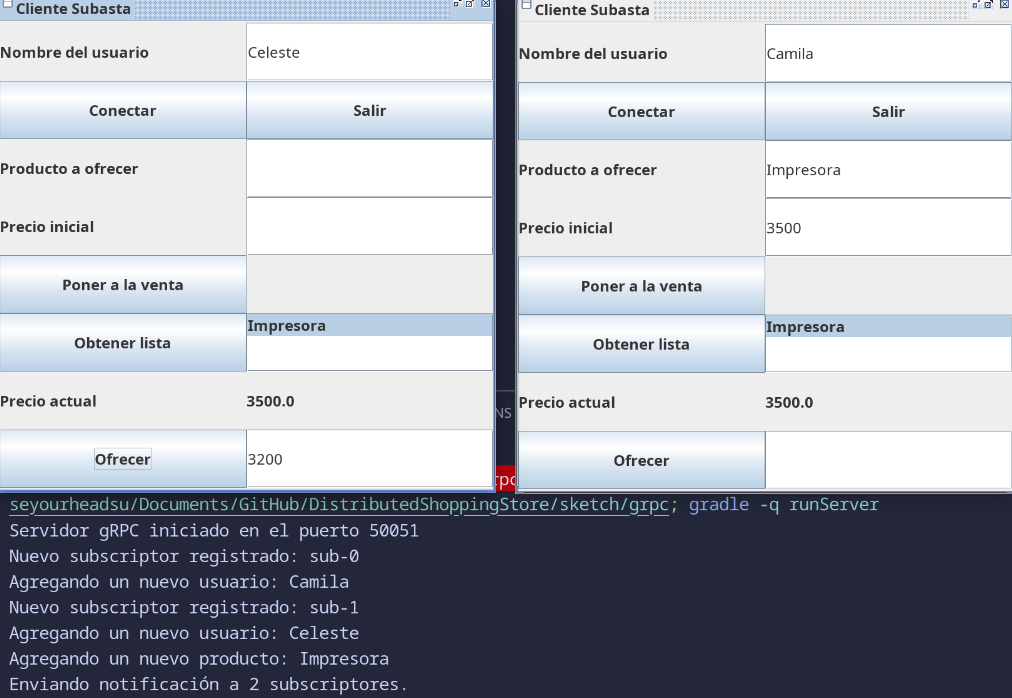 Cliente Subasta
Nombre del usuario Celeste
Conectar Salir
Producto a ofrecer
Precio inicial
Poner a la venta
Obtener lista Impresora
Precio actual 3500.0
Ofrecer 3200
Cliente Subasta
Nombre del usuario Camila
Conectar Salir
Producto a ofrecer Impresora
Precio inicial 3500
Poner a la venta
Obtener lista Impresora
Precio actual 3500.0
Ofrecer
NS
seyourheadsu/Documents/GitHub/DistributedShoppingStore/sketch/grpc; gradle -q runServer
Servidor gRPC iniciado en el puerto 50051
Nuevo subscriptor registrado: sub-0
Agregando un nuevo usuario: Camila
Nuevo subscriptor registrado: sub-1
Agregando un nuevo usuario: Celeste
Agregando un nuevo producto: Impresora
Enviando notificación a 2 subscriptores.